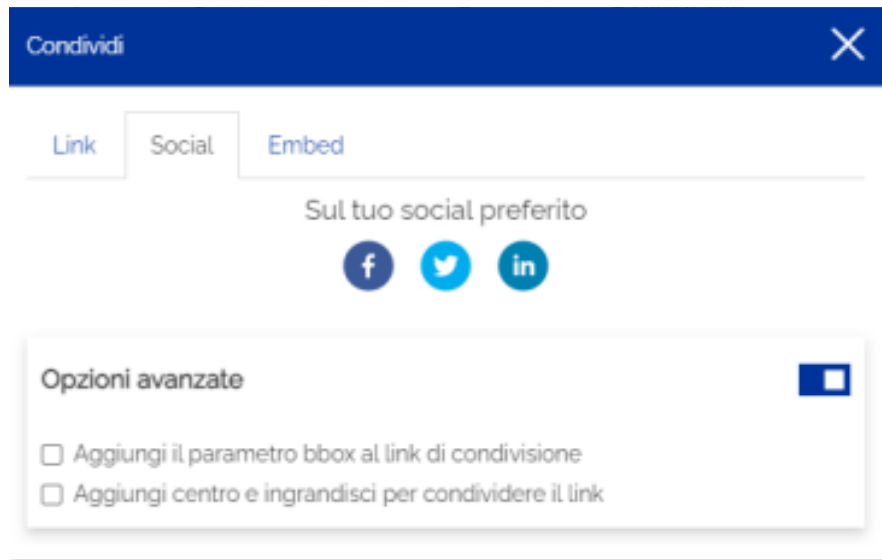 Condividi
Link Social Embed
Sul tuo social preferito
f in
Opzioni avanzate
Aggiungi il parametro bbox al link di condivisione
Aggiungi centro e ingrandisci per condividere il link